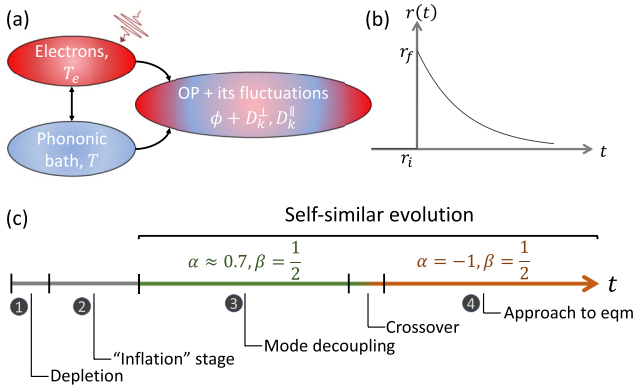 (a)
Electrons,
T_e
Phononic
bath, T
OP + its fluctuations
ϕ + D_k^⊥, D_k^∥
(b)
r(t)
r_f
r_i
t
(c)
Self-similar evolution
α ≈ 0.7, β = 1/2
α = −1, β = 1/2
t
1
2
3
4
Approach to eqm
Crossover
Mode decoupling
“Inflation” stage
Depletion